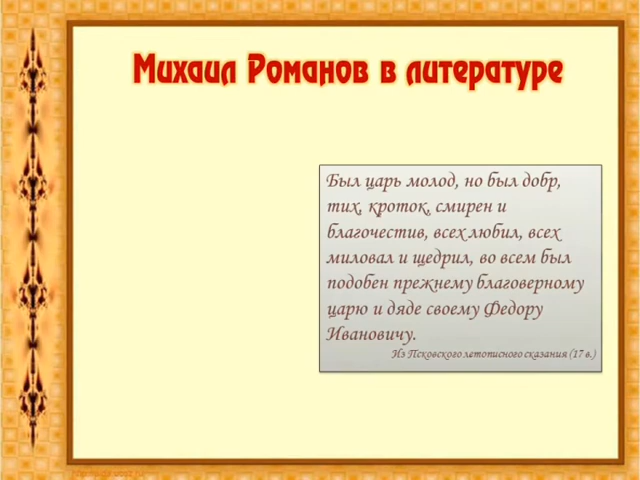 Михаил Романов в литературе
Был царь молод, но был добр,
тих, кроток, смирен и
благочестив, всех любил, всех
миловал и щедрил, во всем был
подобен прежнему благоверному
царю и дяде своему Федору
Ивановичу.
Из Псковского летописного сказания (17 в.)